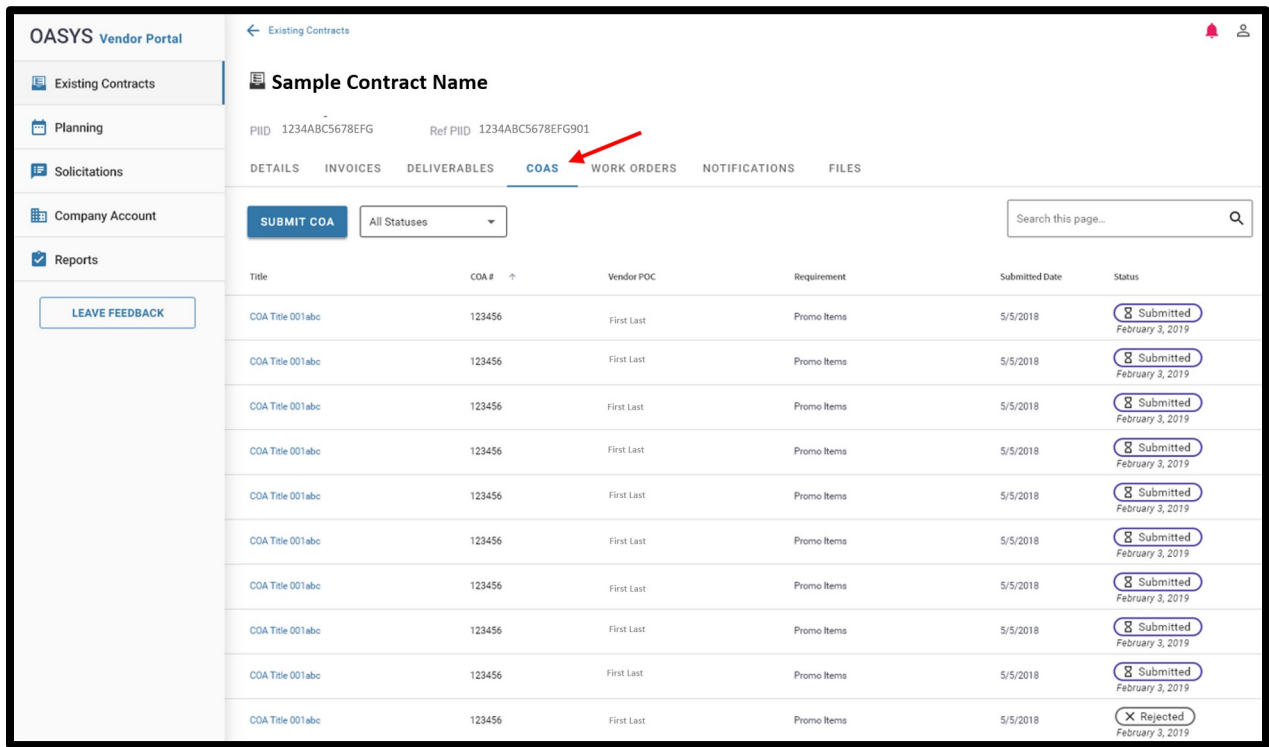 OASYS Vendor Portal
Existing Contracts
Planning
Solicitations
Company Account
Reports
LEAVE FEEDBACK
Existing Contracts
Sample Contract Name
PIID 1234ABC5678EFG Ref PIID 1234ABC5678EFG901
DETAILS INVOICES DELIVERABLES COAS WORK ORDERS NOTIFICATIONS FILES
SUBMIT COA All Statuses Search this page...
Title COA # Vendor POC Requirement Submitted Date Status
COA Title 001abc 123456 First Last Promo Items 5/5/2018 Submitted
February 3, 2019
COA Title 001abc 123456 First Last Promo Items 5/5/2018 Submitted
February 3, 2019
COA Title 001abc 123456 First Last Promo Items 5/5/2018 Submitted
February 3, 2019
COA Title 001abc 123456 First Last Promo Items 5/5/2018 Submitted
February 3, 2019
COA Title 001abc 123456 First Last Promo Items 5/5/2018 Submitted
February 3, 2019
COA Title 001abc 123456 First Last Promo Items 5/5/2018 Submitted
February 3, 2019
COA Title 001abc 123456 First Last Promo Items 5/5/2018 Submitted
February 3, 2019
COA Title 001abc 123456 First Last Promo Items 5/5/2018 Submitted
February 3, 2019
COA Title 001abc 123456 First Last Promo Items 5/5/2018 Submitted
February 3, 2019
COA Title 001abc 123456 First Last Promo Items 5/5/2018 Rejected
February 3, 2019